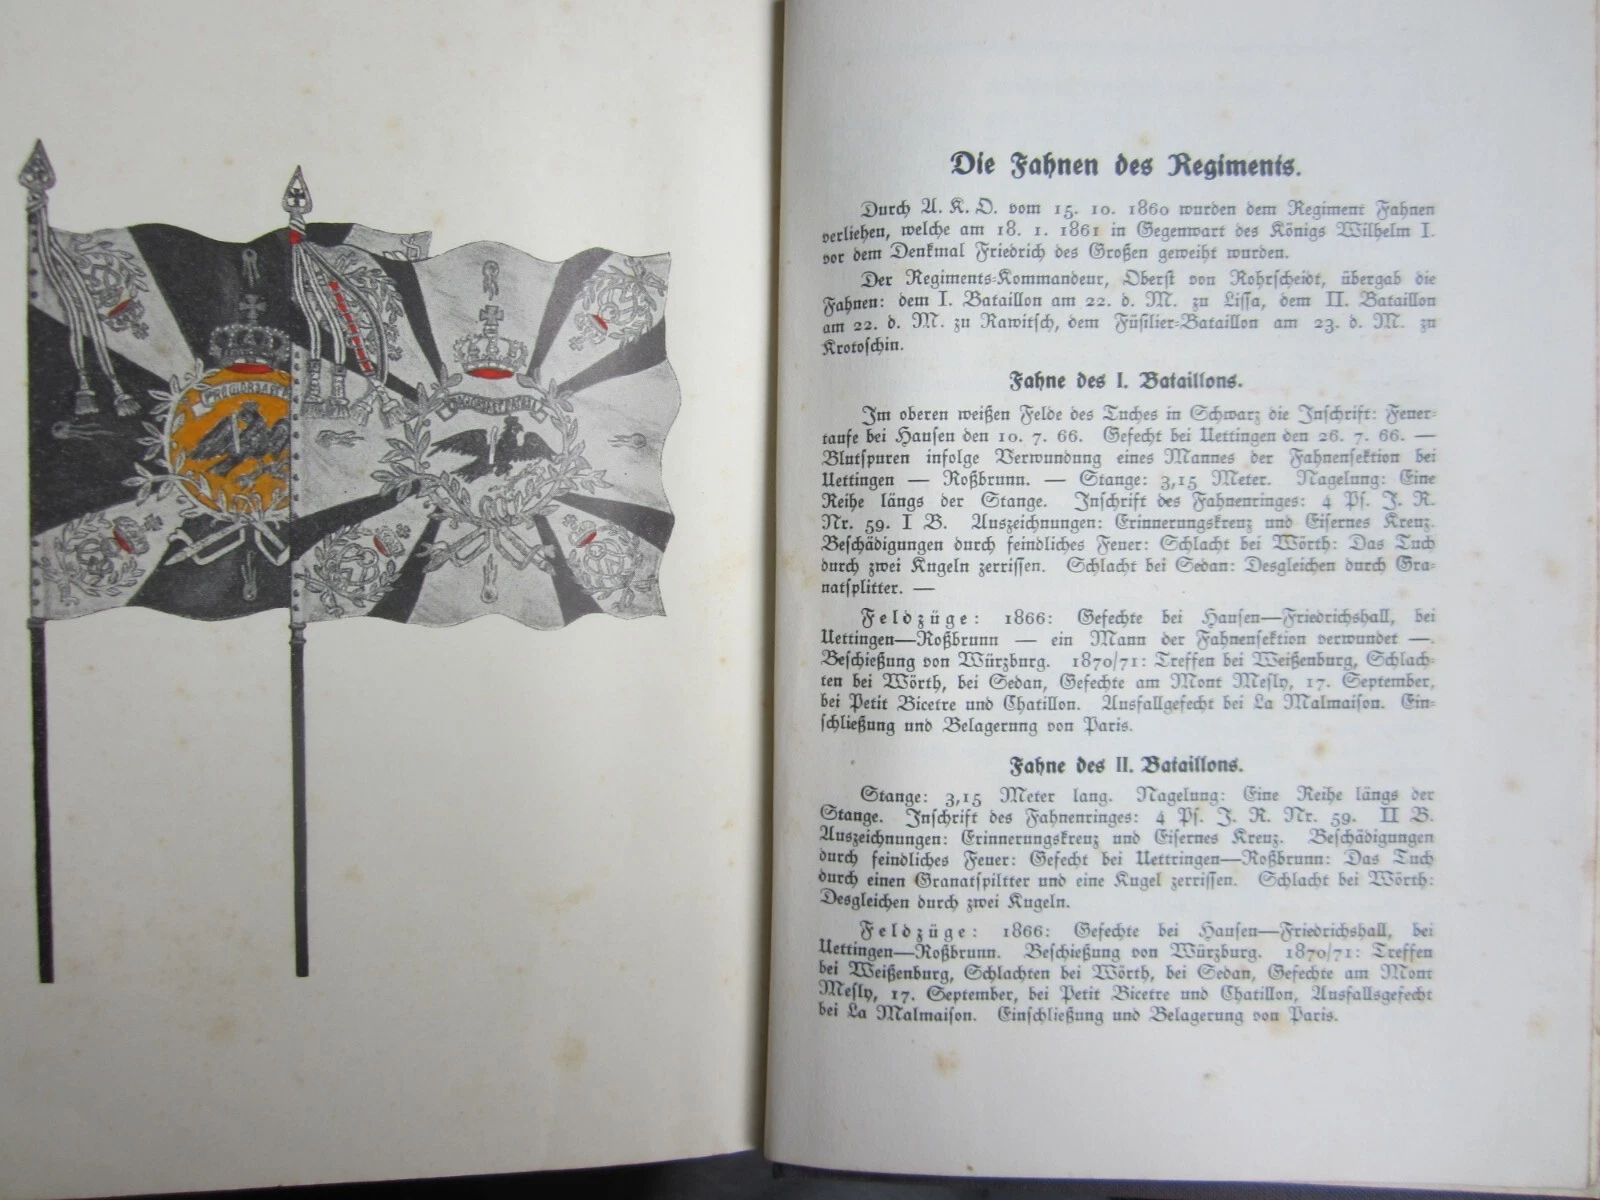 PRO GLORIA ET PATRIA
Die Fahnen des Regiments.
Durch A. K. O. vom 15. 10. 1860 wurden dem Regiment Fahnen
verliehen, welche am 18. 1. 1861 in Gegenwart des Königs Wilhelm I.
vor dem Denkmal Friedrich des Großen geweiht wurden.
Der Regiments-Kommandeur, Oberst von Rohrscheidt, übergab die
Fahnen: dem I. Bataillon am 22. d. M. zu Lissa, dem II. Bataillon
am 22. d. M. zu Rawitsch, dem Füsilier-Bataillon am 23. d. M. zu
Krotoschin.
Fahne des I. Bataillons.
Im oberen weißen Felde des Tuches in Schwarz die Inschrift: Feuer-
taufe bei Hausen den 10. 7. 66. Gefecht bei Uettingen den 26. 7. 66. —
Blutspuren infolge Verwundung eines Mannes der Fahnensektion bei
Uettingen — Roßbrunn. — Stange: 3,15 Meter. Nagelung: Eine
Reihe längs der Stange. Inschrift des Fahnenringes: 4 Ps. J. R.
Nr. 59. I B. Auszeichnungen: Erinnerungskreuz und Eisernes Kreuz.
Beschädigungen durch feindliches Feuer: Schlacht bei Wörth: Das Tuch
durch zwei Kugeln zerrissen. Schlacht bei Sedan: Desgleichen durch Gra-
natsplitter. —
Feldzüge: 1866: Gefechte bei Hausen—Friedrichshall, bei
Uettingen—Roßbrunn — ein Mann der Fahnensektion verwundet —.
Beschießung von Würzburg. 1870/71: Treffen bei Weißenburg, Schlach-
ten bei Wörth, bei Sedan, Gefechte am Mont Mesly, 17. September,
bei Petit Bicetre und Chatillon. Ausfallgefecht bei La Malmaison. Ein-
schließung und Belagerung von Paris.
Fahne des II. Bataillons.
Stange: 3,15 Meter lang. Nagelung: Eine Reihe längs der
Stange. Inschrift des Fahnenringes: 4 Ps. J. R. Nr. 59. II B.
Auszeichnungen: Erinnerungskreuz und Eisernes Kreuz. Beschädigungen
durch feindliches Feuer: Gefecht bei Uettringen—Roßbrunn: Das Tuch
durch einen Granatspiltter und eine Kugel zerrissen. Schlacht bei Wörth:
Desgleichen durch zwei Kugeln.
Feldzüge: 1866: Gefechte bei Hausen—Friedrichshall, bei
Uettingen—Roßbrunn. Beschießung von Würzburg. 1870/71: Treffen
bei Weißenburg, Schlachten bei Wörth, bei Sedan, Gefechte am Mont
Mesly, 17. September, bei Petit Bicetre und Chatillon, Ausfallsgefecht
bei La Malmaison. Einschließung und Belagerung von Paris.